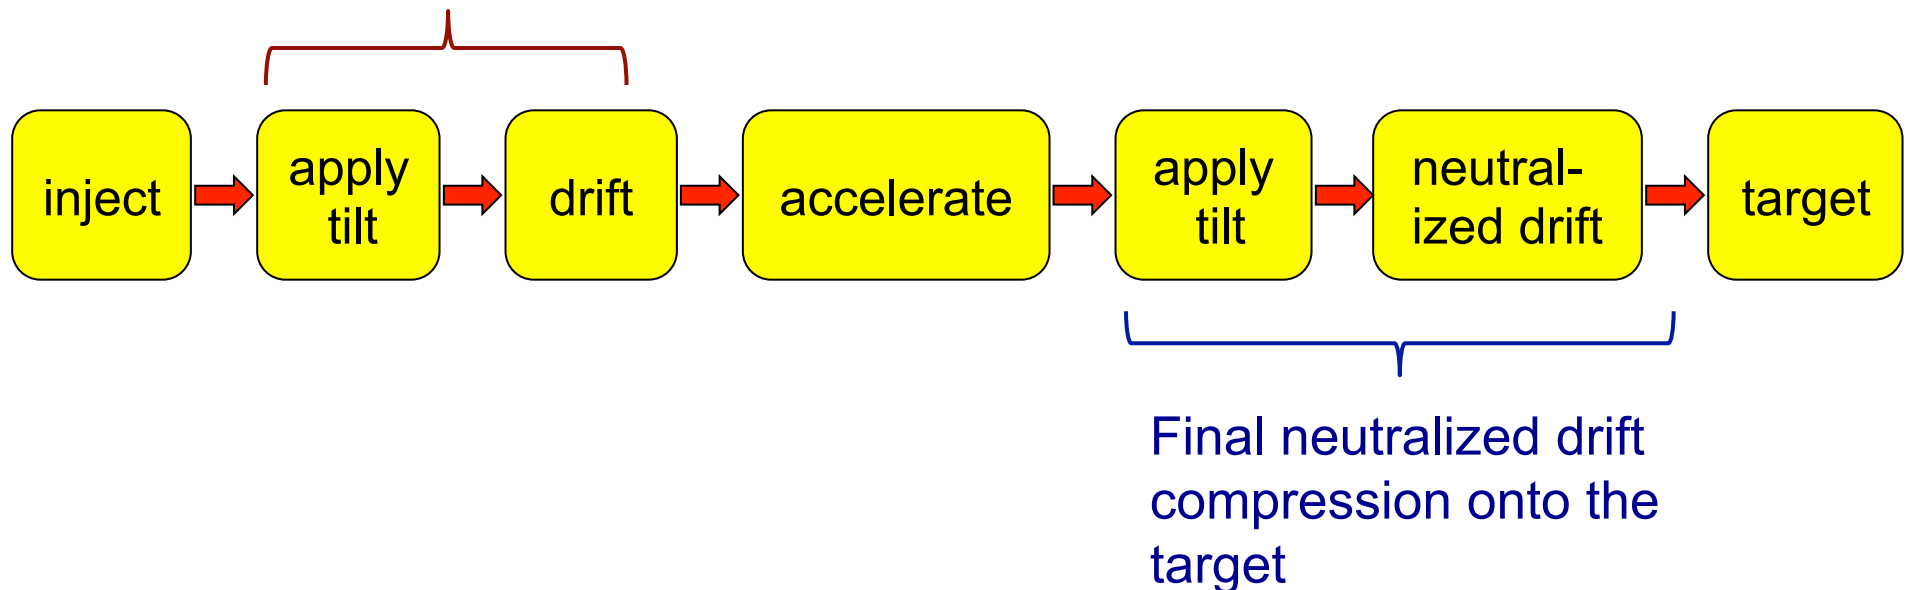 inject
apply
tilt
drift
accelerate
apply
tilt
neutral-
ized drift
target
Final neutralized drift
compression onto the
target